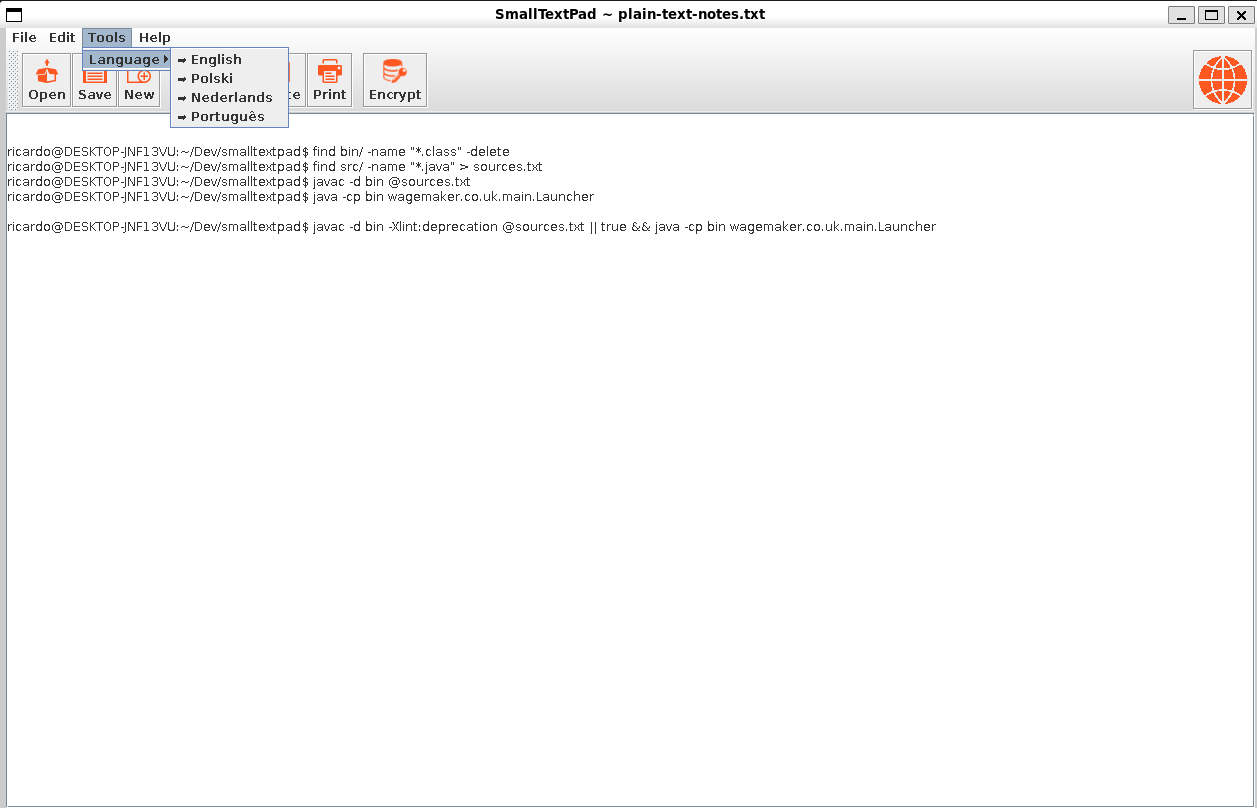 SmallTextPad ~ plain-text-notes.txt
File Edit Tools Help
Language
English
Polski
Nederlands
Português
Open Save New Print Encrypt
ricardo@DESKTOP-JNF13VU:~/Dev/smalltextpad$ find bin/ -name "*.class" -delete
ricardo@DESKTOP-JNF13VU:~/Dev/smalltextpad$ find src/ -name "*.java" > sources.txt
ricardo@DESKTOP-JNF13VU:~/Dev/smalltextpad$ javac -d bin @sources.txt
ricardo@DESKTOP-JNF13VU:~/Dev/smalltextpad$ java -cp bin wagemaker.co.uk.main.Launcher
ricardo@DESKTOP-JNF13VU:~/Dev/smalltextpad$ javac -d bin -Xlint:deprecation @sources.txt || true && java -cp bin wagemaker.co.uk.main.Launcher